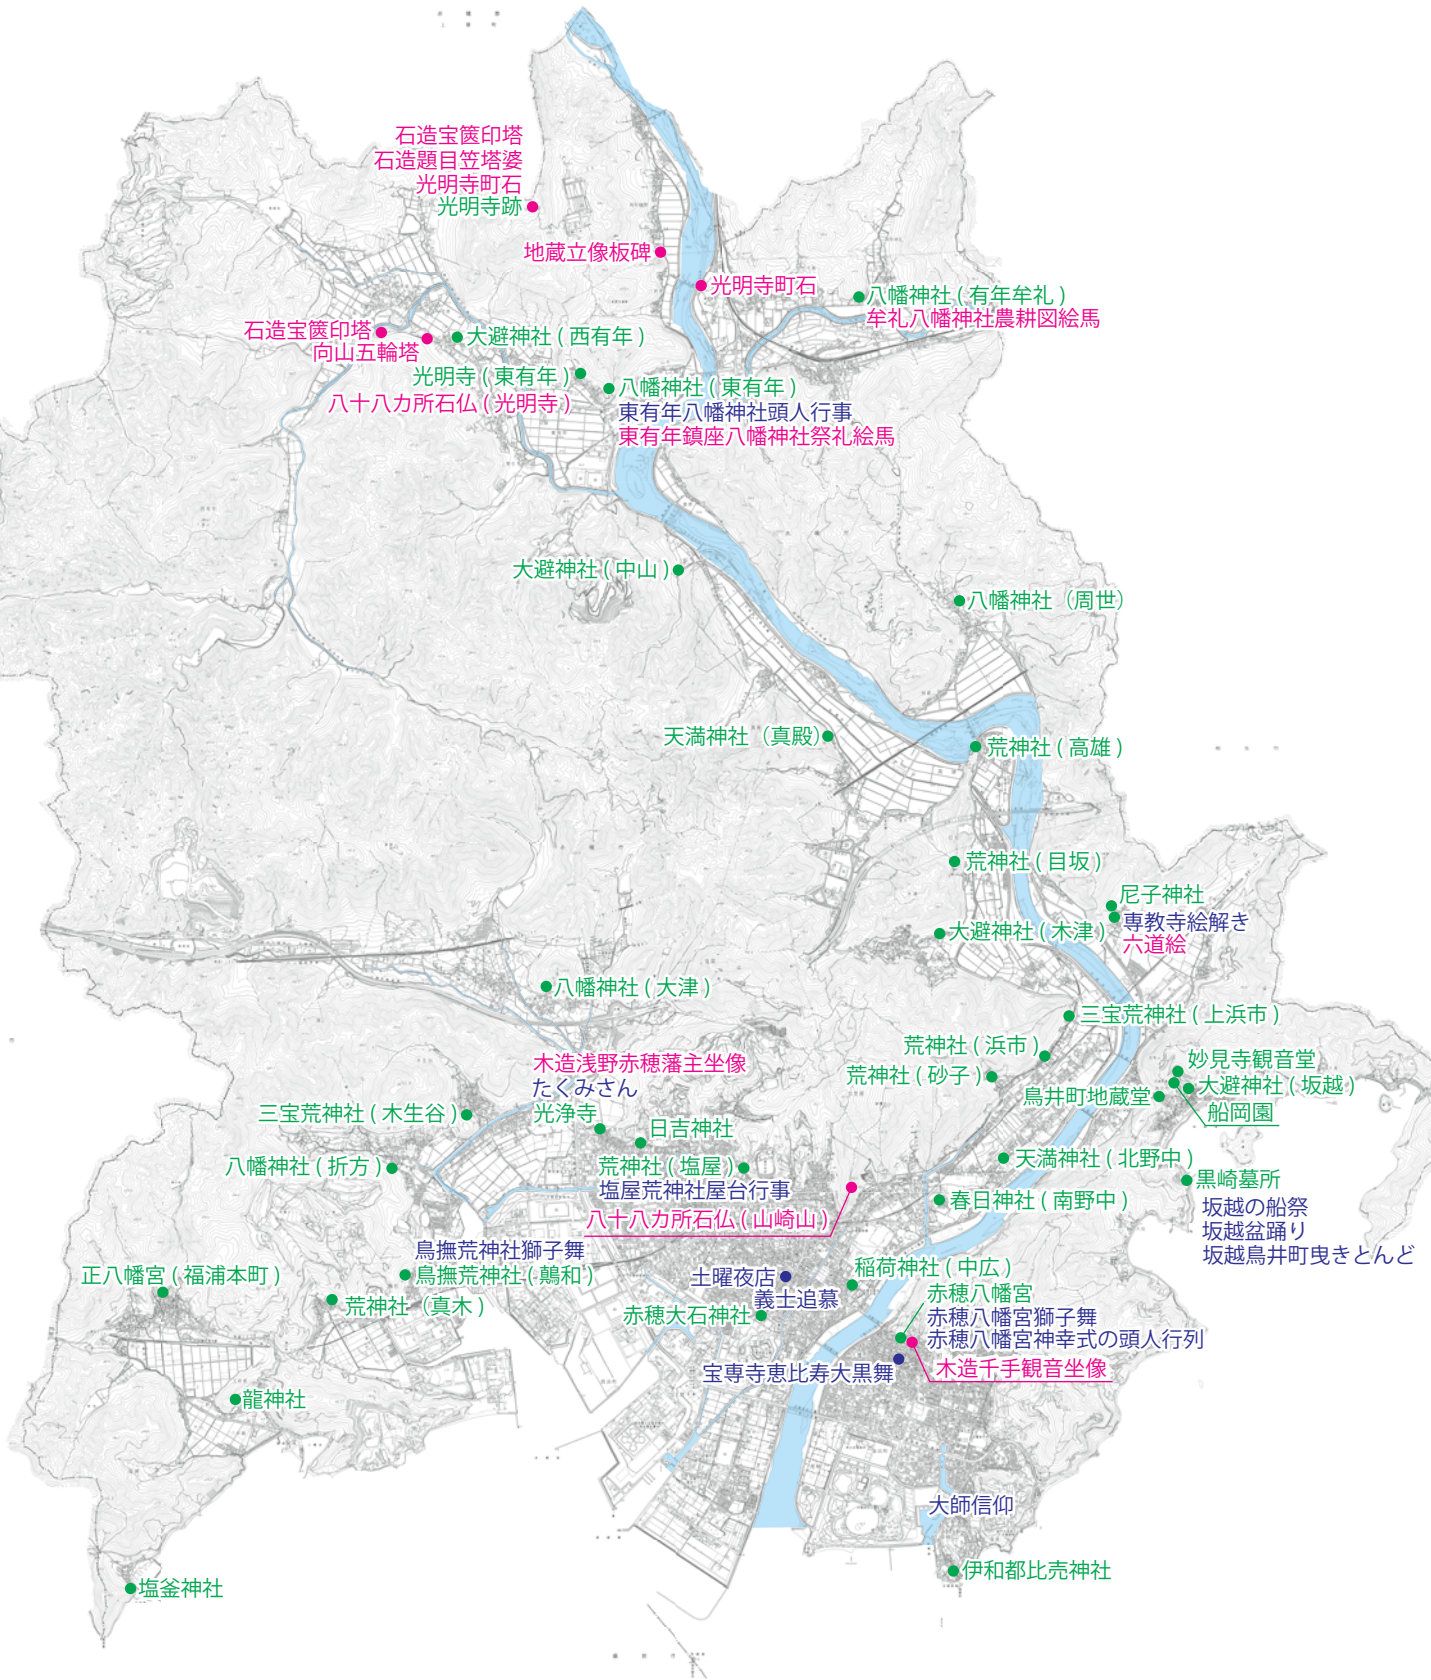 石造宝篋印塔
石造題目笠塔婆
光明寺町石
光明寺跡
地蔵立像板碑
光明寺町石
八幡神社 ( 有年牟礼 )
牟礼八幡神社農耕図絵馬
石造宝篋印塔
向山五輪塔
大避神社 ( 西有年 )
光明寺 ( 東有年 )
八十八カ所石仏 ( 光明寺 )
八幡神社 ( 東有年 )
東有年八幡神社頭人行事
東有年鎮座八幡神社祭礼絵馬
大避神社 ( 中山 )
八幡神社（周世）
天満神社（真殿）
荒神社 ( 高雄 )
荒神社 ( 目坂 )
尼子神社
専教寺絵解き
六道絵
大避神社 ( 木津 )
八幡神社 ( 大津 )
三宝荒神社 ( 上浜市 )
荒神社 ( 浜市 )
荒神社 ( 砂子 )
妙見寺観音堂
大避神社 ( 坂越 )
鳥井町地蔵堂
船岡園
木造浅野赤穂藩主坐像
たくみさん
光浄寺
三宝荒神社 ( 木生谷 )
日吉神社
八幡神社 ( 折方 )
荒神社 ( 塩屋 )
塩屋荒神社屋台行事
八十八カ所石仏 ( 山崎山 )
天満神社 ( 北野中 )
黒崎墓所
春日神社 ( 南野中 )
坂越の船祭
坂越盆踊り
坂越鳥井町曳きとんど
鳥撫荒神社獅子舞
鳥撫荒神社 ( 鷏和 )
正八幡宮 ( 福浦本町 )
荒神社（真木 )
土曜夜店
義士追慕
稲荷神社 ( 中広 )
赤穂大石神社
赤穂八幡宮
赤穂八幡宮獅子舞
赤穂八幡宮神幸式の頭人行列
宝専寺恵比寿大黒舞
木造千手観音坐像
龍神社
大師信仰
伊和都比売神社
塩釜神社